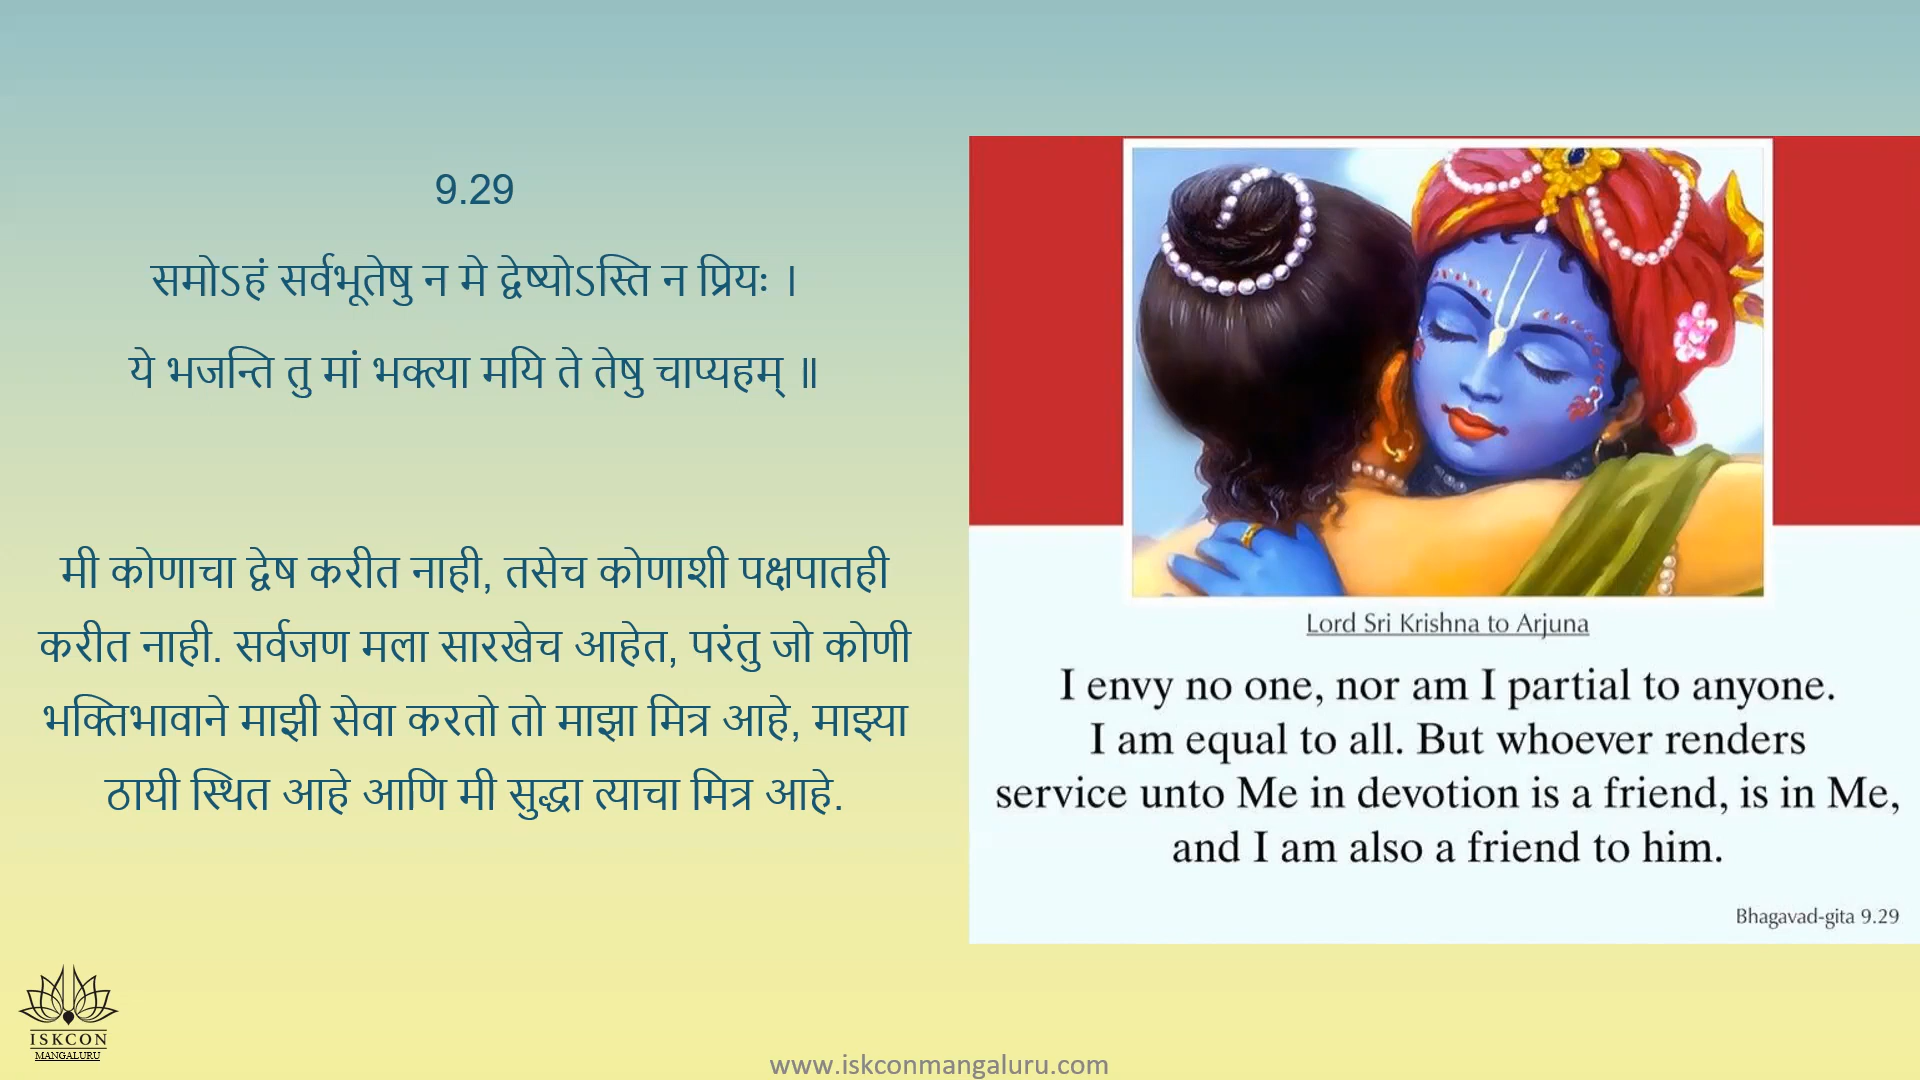 9.29
समोऽहं सर्वभूतेषु न मे द्वेष्योऽस्ति न प्रियः ।
ये भजन्ति तु मां भक्त्या मयि ते तेषु चाप्यहम् ॥
मी कोणाचा द्वेष करीत नाही, तसेच कोणाशी पक्षपातही
करीत नाही. सर्वजण मला सारखेच आहेत, परंतु जो कोणी
भक्तिभावाने माझी सेवा करतो तो माझा मित्र आहे, माझ्या
ठायी स्थित आहे आणि मी सुद्धा त्याचा मित्र आहे.
Lord Sri Krishna to Arjuna
I envy no one, nor am I partial to anyone.
I am equal to all. But whoever renders
service unto Me in devotion is a friend, is in Me,
and I am also a friend to him.
Bhagavad-gita 9.29
ISKCON
MANGALURU
www.iskconmangaluru.com